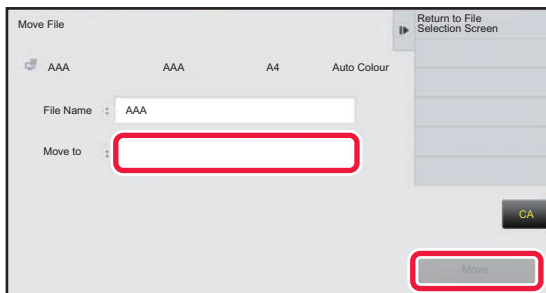 Move File
Return to File
Selection Screen
AAA AAA A4 Auto Colour
File Name : AAA
Move to :
CA
Move